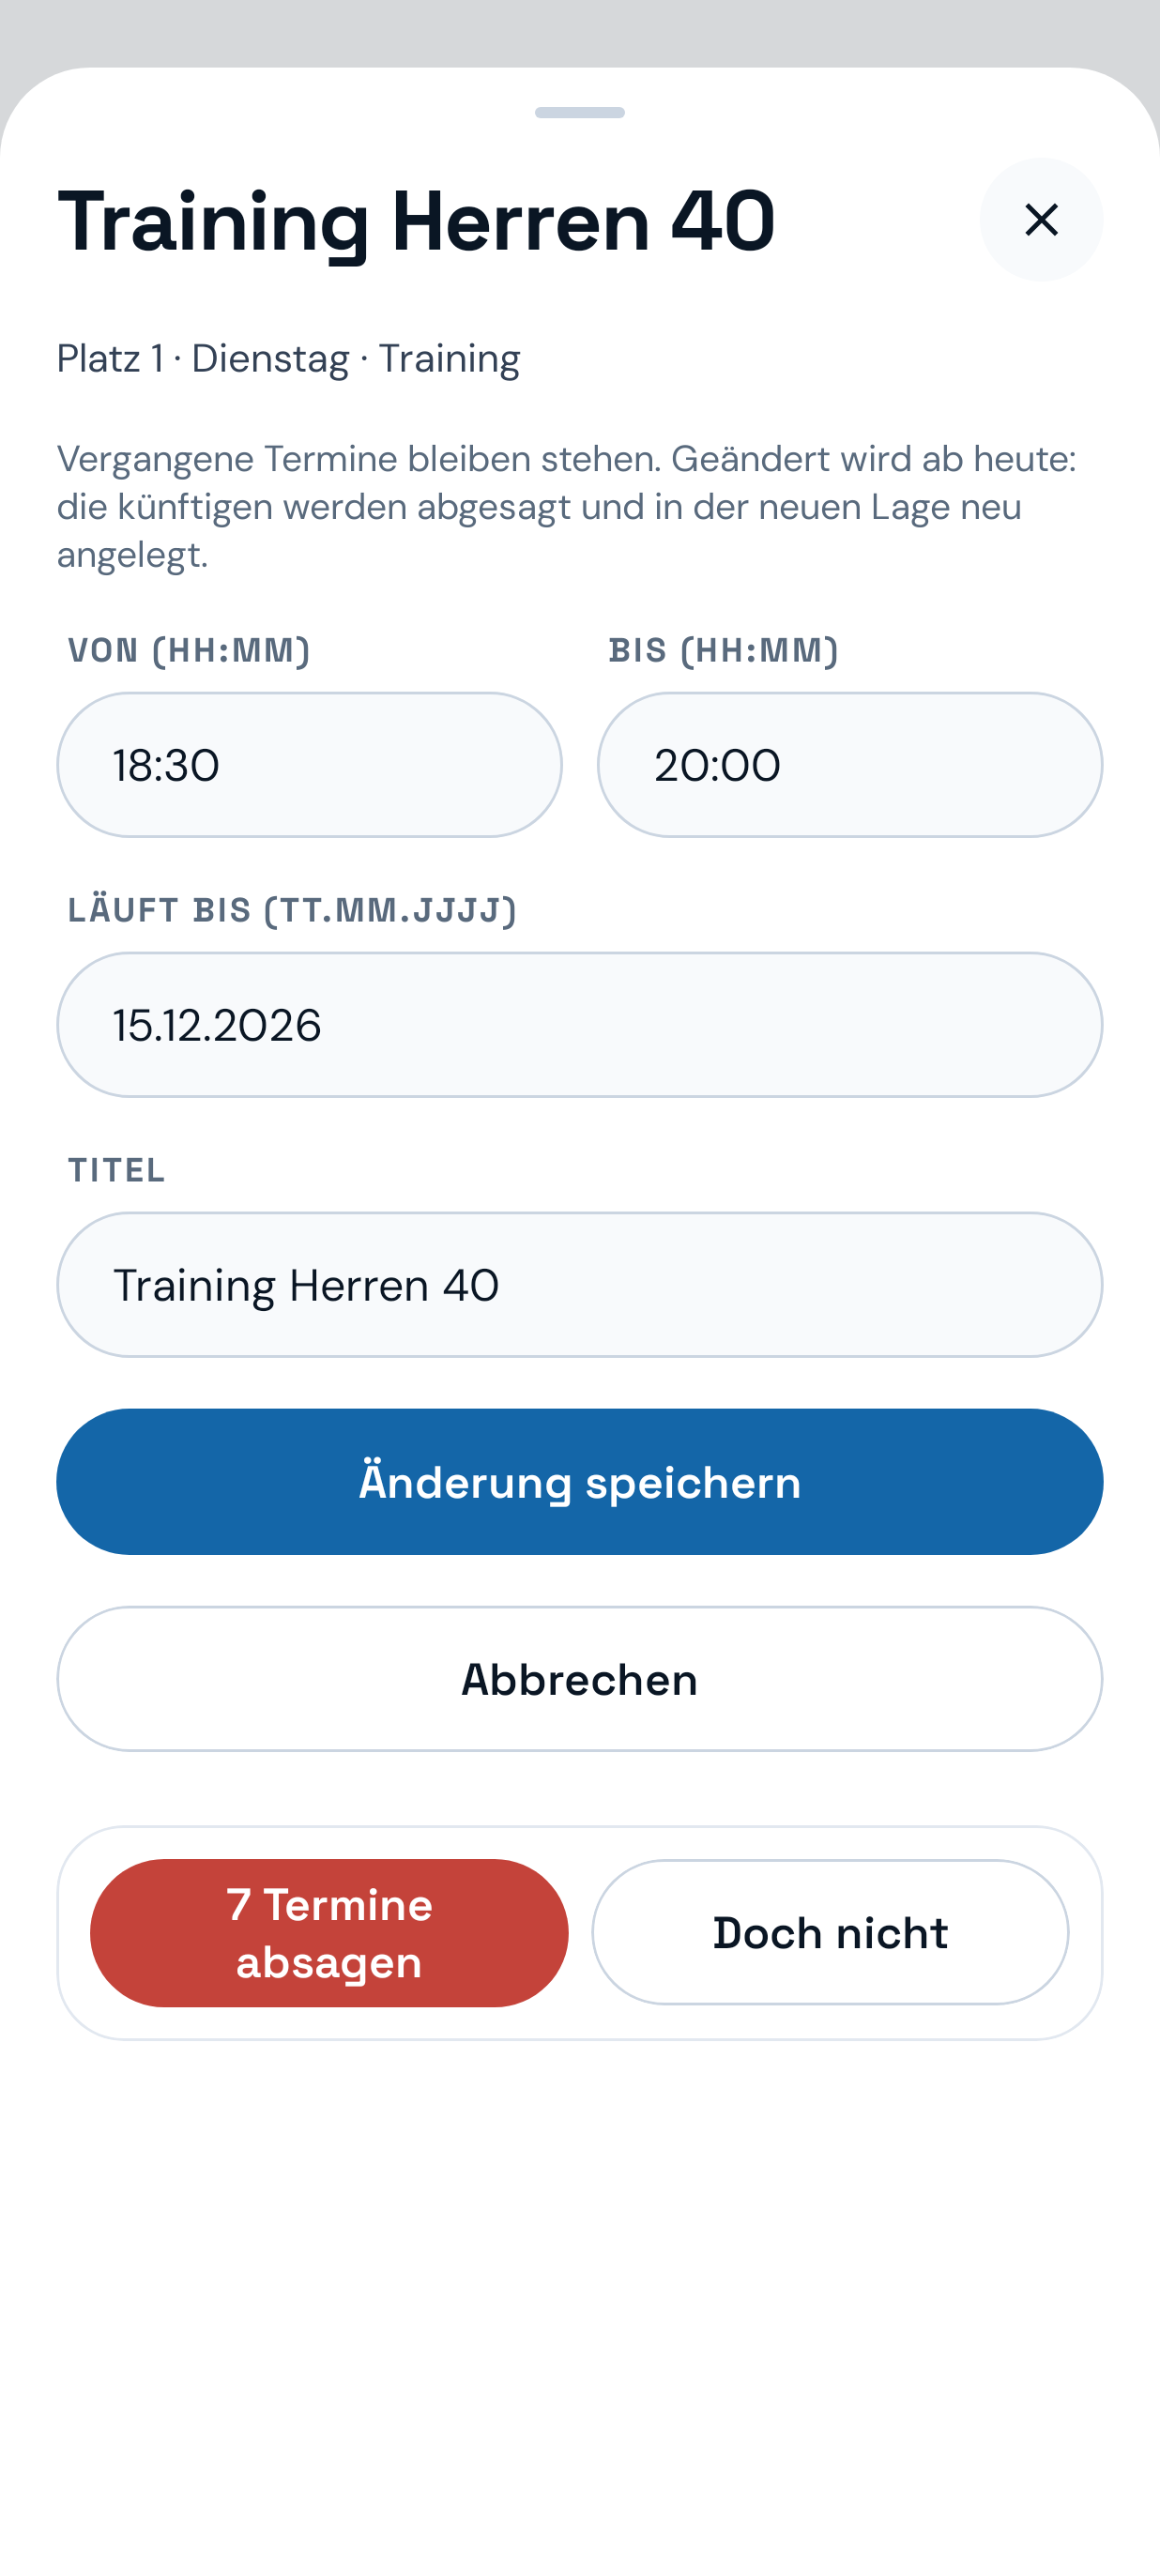 Training Herren 40
Platz 1 · Dienstag · Training
Vergangene Termine bleiben stehen. Geändert wird ab heute:
die künftigen werden abgesagt und in der neuen Lage neu
angelegt.
VON (HH:MM)
BIS (HH:MM)
18:30
20:00
LÄUFT BIS (TT.MM.JJJJ)
15.12.2026
TITEL
Training Herren 40
Änderung speichern
Abbrechen
7 Termine
absagen
Doch nicht